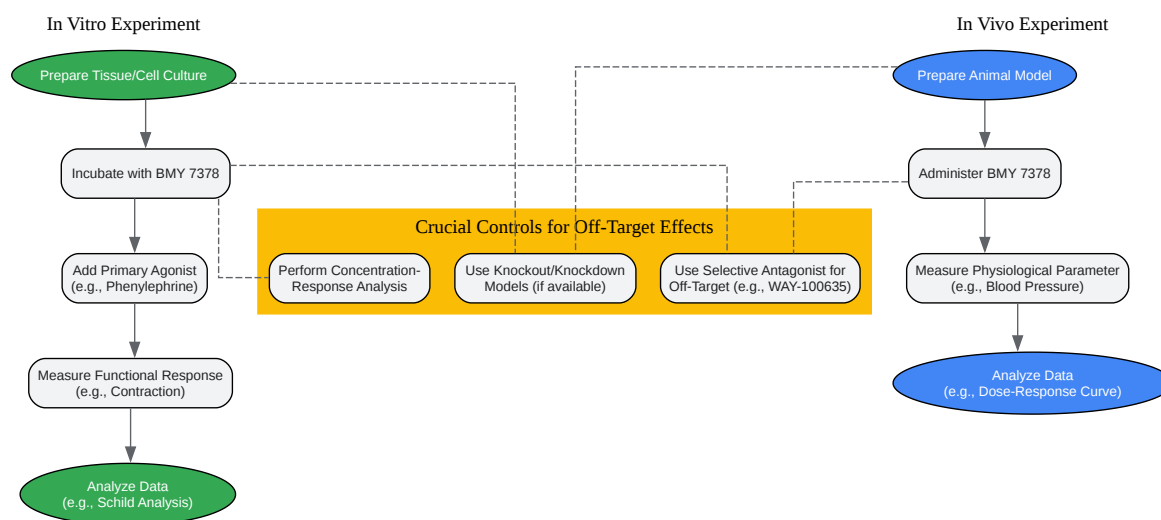 In Vitro Experiment
Prepare Tissue/Cell Culture
Incubate with BMY 7378
Add Primary Agonist
(e.g., Phenylephrine)
Measure Functional Response
(e.g., Contraction)
Analyze Data
(e.g., Schild Analysis)
Crucial Controls for Off-Target Effects
Perform Concentration-
Response Analysis
Use Knockout/Knockdown
Models (if available)
Use Selective Antagonist for
Off-Target (e.g., WAY-100635)
In Vivo Experiment
Prepare Animal Model
Administer BMY 7378
Measure Physiological Parameter
(e.g., Blood Pressure)
Analyze Data
(e.g., Dose-Response Curve)